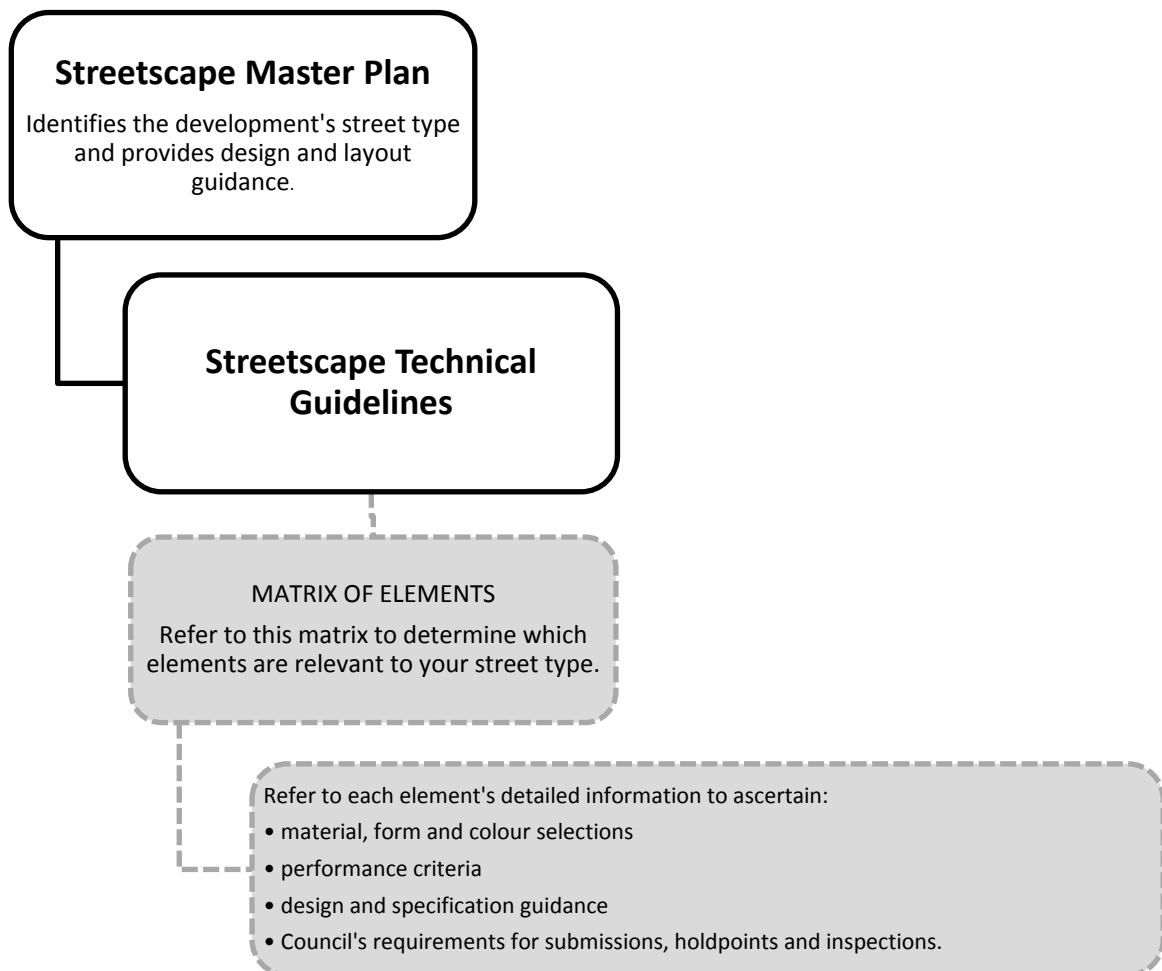 Streetscape Master Plan
Identifies the development's street type
and provides design and layout
guidance.
Streetscape Technical
Guidelines
MATRIX OF ELEMENTS
Refer to this matrix to determine which
elements are relevant to your street type.
Refer to each element's detailed information to ascertain:
• material, form and colour selections
• performance criteria
• design and specification guidance
• Council's requirements for submissions, holdpoints and inspections.